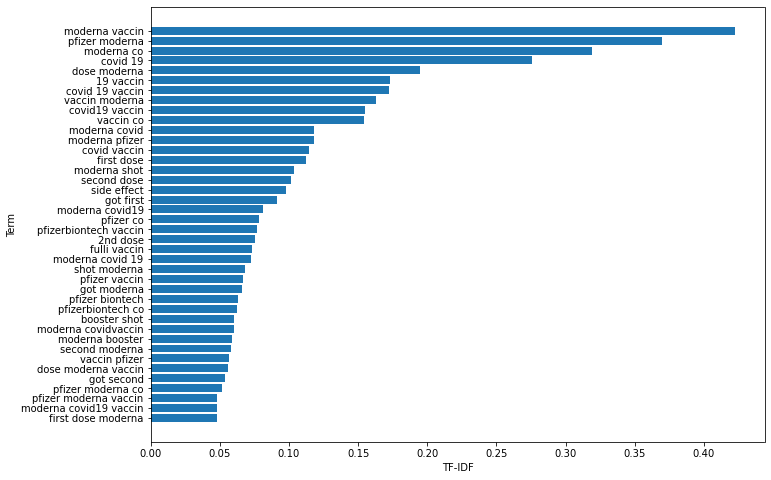 moderna vaccin
pfizer moderna
moderna co
covid 19
dose moderna
19 vaccin
covid 19 vaccin
vaccin moderna
covid19 vaccin
vaccin co
moderna covid
moderna pfizer
covid vaccin
first dose
moderna shot
second dose
side effect
got first
moderna covid19
pfizer co
pfizerbiontech vaccin
2nd dose
fulli vaccin
moderna covid 19
shot moderna
pfizer vaccin
got moderna
pfizer biontech
pfizerbiontech co
booster shot
moderna covidvaccin
moderna booster
second moderna
vaccin pfizer
dose moderna vaccin
got second
pfizer moderna co
pfizer moderna vaccin
moderna covid19 vaccin
first dose moderna
Term
0.00 0.05 0.10 0.15 0.20 0.25 0.30 0.35 0.40
TF-IDF